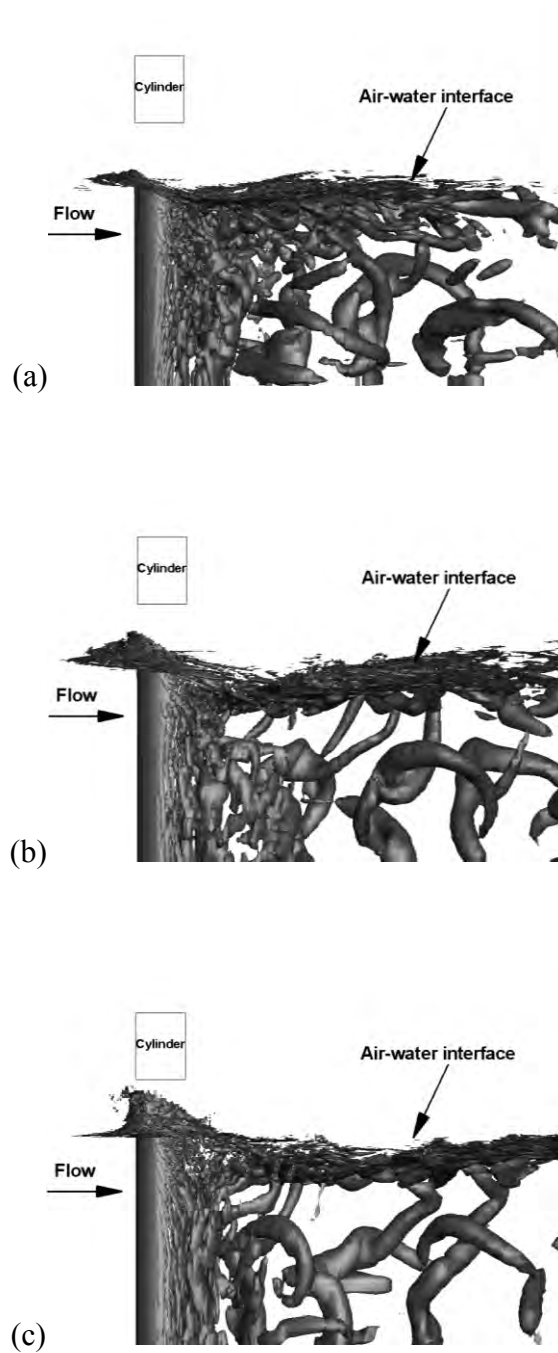 Cylinder
Air-water interface
Flow
(a)
Cylinder
Air-water interface
Flow
(b)
Cylinder
Air-water interface
Flow
(c)